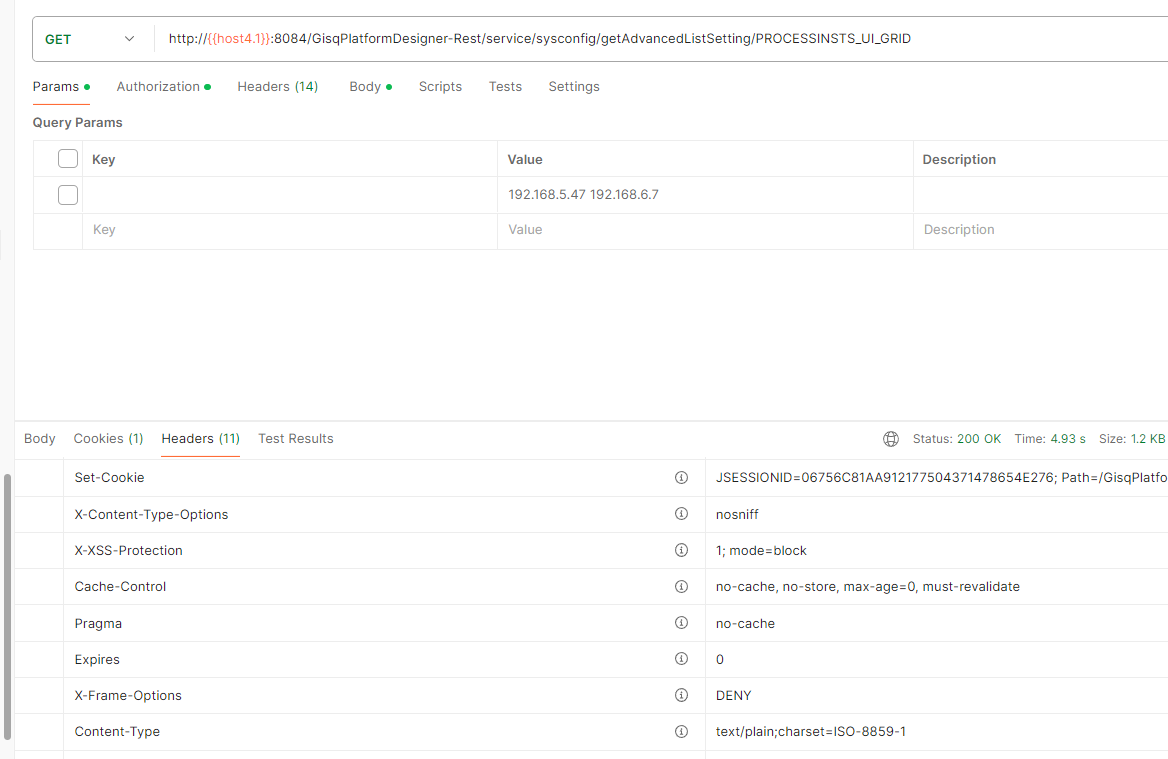 GET http://{{host4.1}}:8084/GisqPlatformDesigner-Rest/service/sysconfig/getAdvancedListSetting/PROCESSINSTS_UI_GRID
Params Authorization Headers (14) Body Scripts Tests Settings
Query Params
Key Value Description
192.168.5.47 192.168.6.7
Key Value Description
Body Cookies (1) Headers (11) Test Results Status: 200 OK Time: 4.93 s Size: 1.2 KB
Set-Cookie JSESSIONID=06756C81AA912177504371478654E276; Path=/GisqPlatfo
X-Content-Type-Options nosniff
X-XSS-Protection 1; mode=block
Cache-Control no-cache, no-store, max-age=0, must-revalidate
Pragma no-cache
Expires 0
X-Frame-Options DENY
Content-Type text/plain;charset=ISO-8859-1